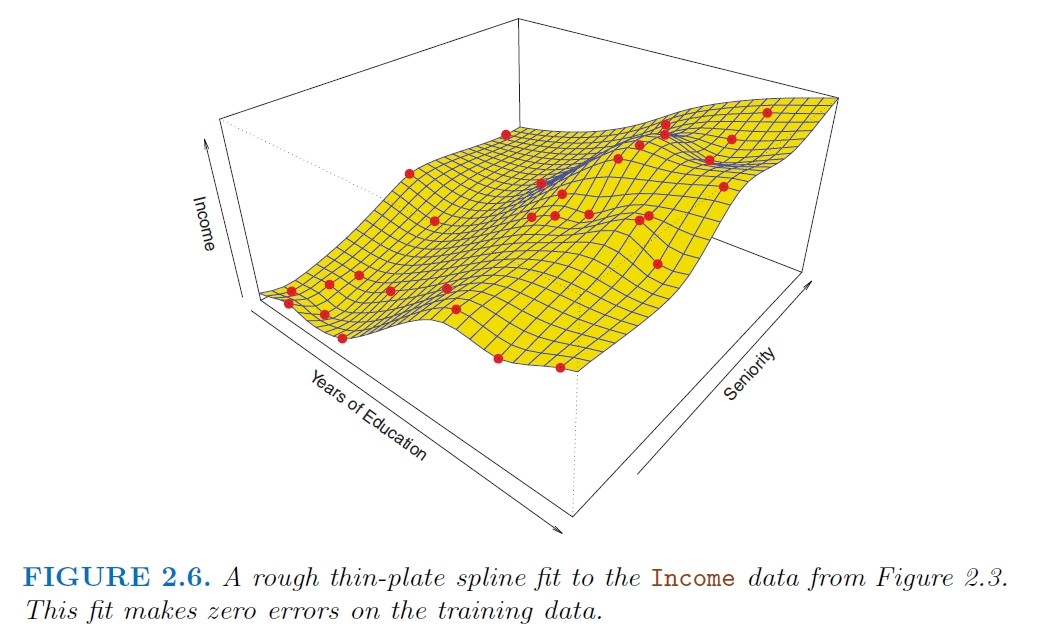 Income
Years of Education
Seniority
FIGURE 2.6. A rough thin-plate spline fit to the Income data from Figure 2.3.
This fit makes zero errors on the training data.